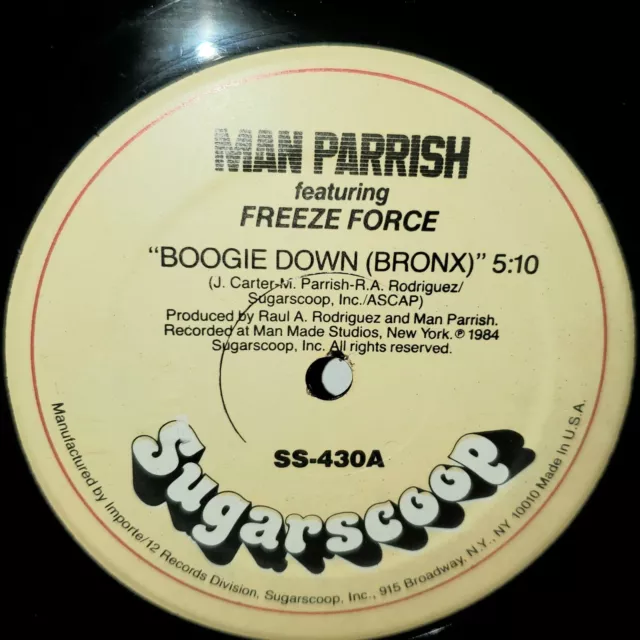 MAN PARRISH
featuring
FREEZE FORCE
"BOOGIE DOWN (BRONX)" 5:10
(J. Carter-M. Parrish-R.A. Rodriguez/
Sugarscoop, Inc./ASCAP)
Produced by Raul A. Rodriguez and Man Parrish.
Recorded at Man Made Studios, New York. ℗ 1984
Sugarscoop, Inc. All rights reserved.
SS-430A
Sugarscoop
Manufactured by Importe/12 Records Division, Sugarscoop, Inc., 915 Broadway, N.Y., NY 10010 Made In U.S.A.